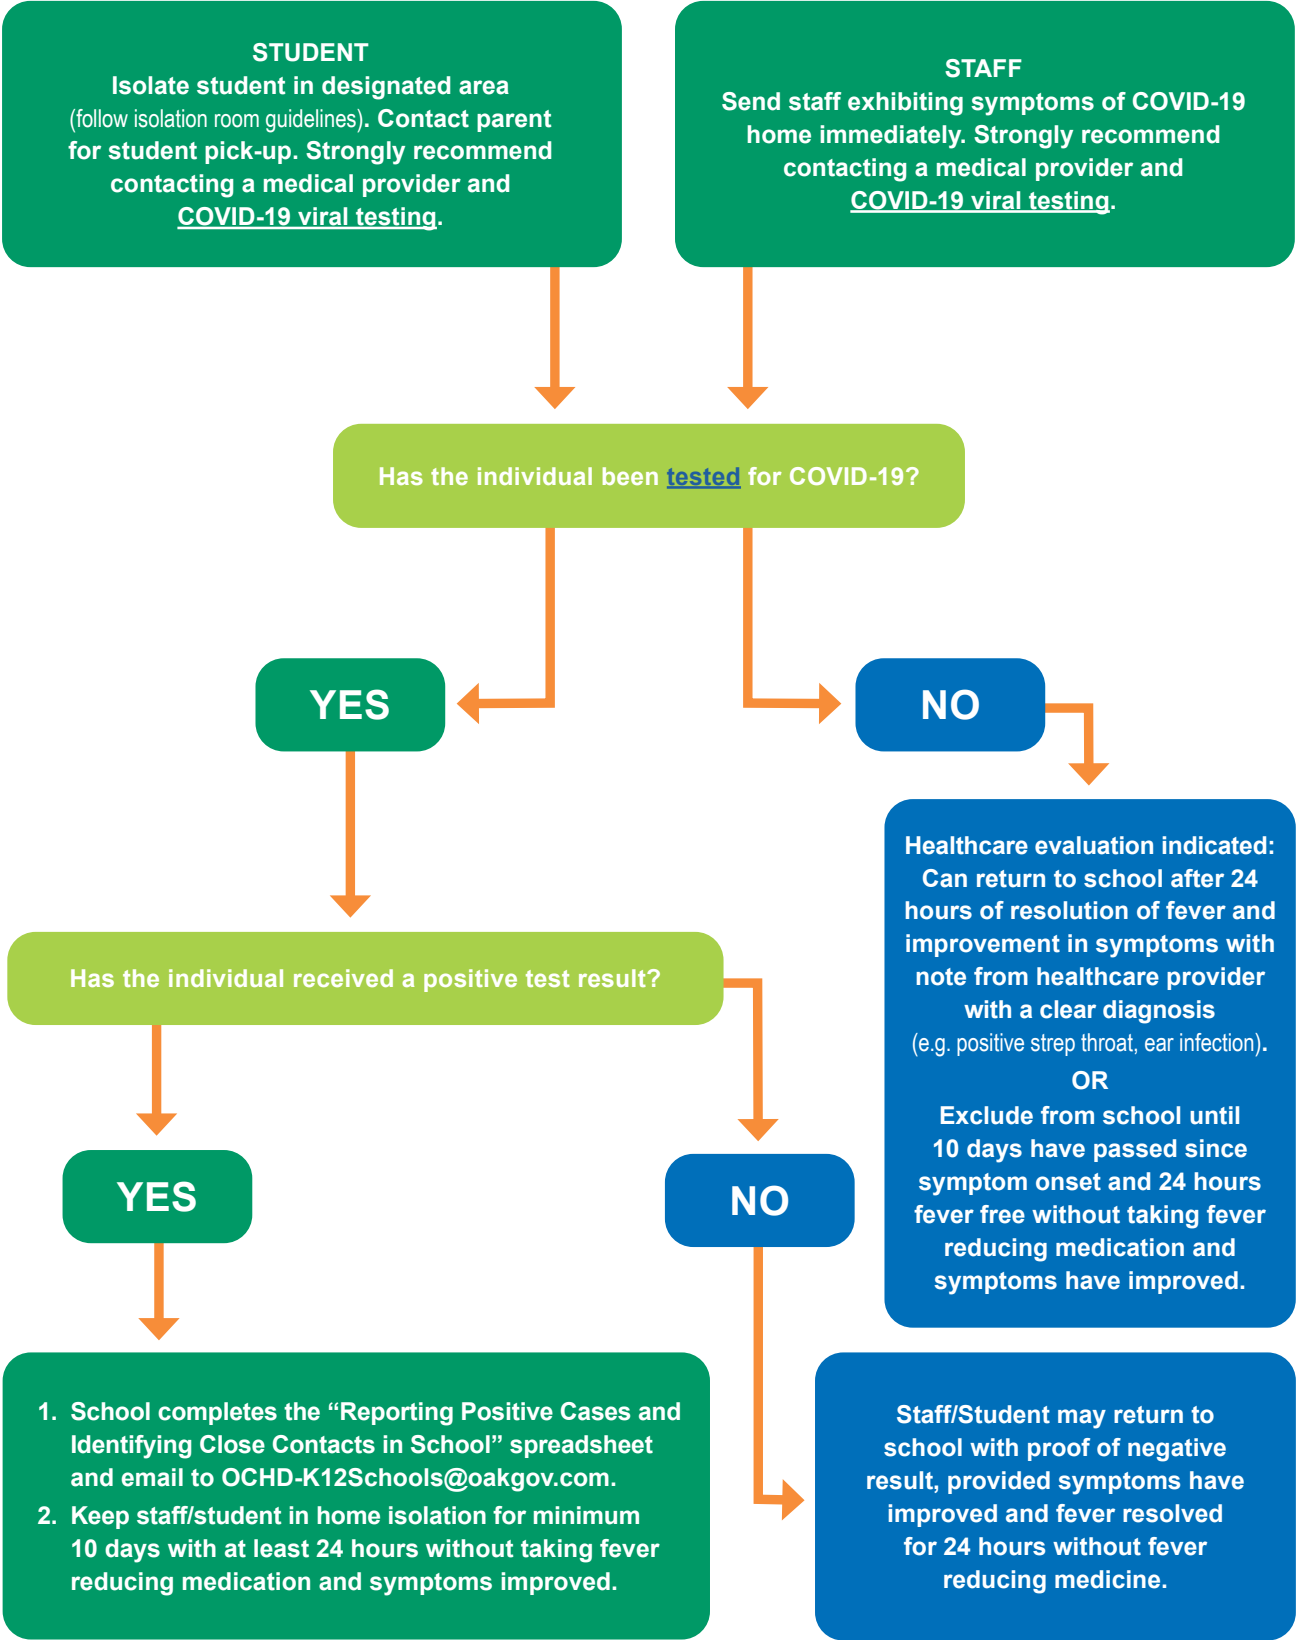 STUDENT
Isolate student in designated area
(follow isolation room guidelines). Contact parent
for student pick-up. Strongly recommend
contacting a medical provider and
COVID-19 viral testing.
STAFF
Send staff exhibiting symptoms of COVID-19
home immediately. Strongly recommend
contacting a medical provider and
COVID-19 viral testing.
Has the individual been tested for COVID-19?
YES
NO
Healthcare evaluation indicated:
Can return to school after 24
hours of resolution of fever and
improvement in symptoms with
note from healthcare provider
with a clear diagnosis
(e.g. positive strep throat, ear infection).
OR
Exclude from school until
10 days have passed since
symptom onset and 24 hours
fever free without taking fever
reducing medication and
symptoms have improved.
Has the individual received a positive test result?
YES
NO
1. School completes the “Reporting Positive Cases and
Identifying Close Contacts in School” spreadsheet
and email to OCHD-K12Schools@oakgov.com.
2. Keep staff/student in home isolation for minimum
10 days with at least 24 hours without taking fever
reducing medication and symptoms improved.
Staff/Student may return to
school with proof of negative
result, provided symptoms have
improved and fever resolved
for 24 hours without fever
reducing medicine.